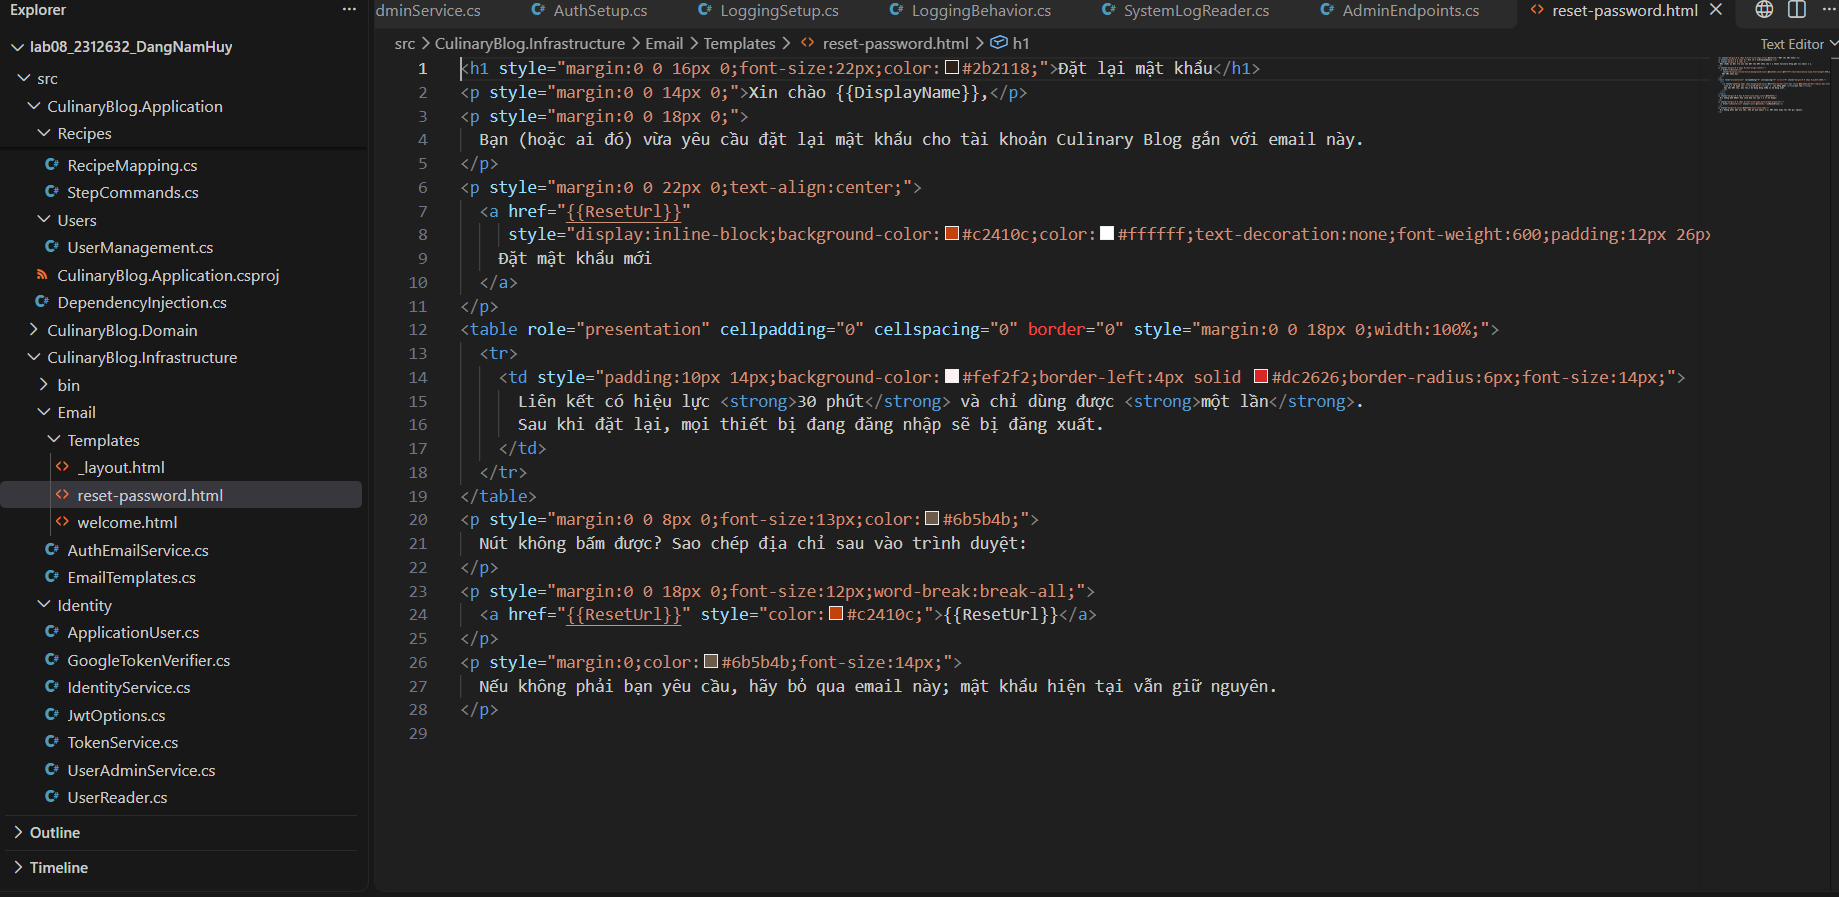 Explorer
lab08_2312632_DangNamHuy
src
CulinaryBlog.Application
Recipes
RecipeMapping.cs
StepCommands.cs
Users
UserManagement.cs
CulinaryBlog.Application.csproj
DependencyInjection.cs
CulinaryBlog.Domain
CulinaryBlog.Infrastructure
bin
Email
Templates
_layout.html
reset-password.html
welcome.html
AuthEmailService.cs
EmailTemplates.cs
Identity
ApplicationUser.cs
GoogleTokenVerifier.cs
IdentityService.cs
JwtOptions.cs
TokenService.cs
UserAdminService.cs
UserReader.cs
Outline
Timeline
dminService.cs AuthSetup.cs LoggingSetup.cs LoggingBehavior.cs SystemLogReader.cs AdminEndpoints.cs reset-password.html
src > CulinaryBlog.Infrastructure > Email > Templates > reset-password.html > h1
Text Editor
1 <h1 style="margin:0 0 16px 0;font-size:22px;color:#2b2118;">Đặt lại mật khẩu</h1>
2 <p style="margin:0 0 14px 0;">Xin chào {{DisplayName}},</p>
3 <p style="margin:0 0 18px 0;">
4 Bạn (hoặc ai đó) vừa yêu cầu đặt lại mật khẩu cho tài khoản Culinary Blog gắn với email này.
5 </p>
6 <p style="margin:0 0 22px 0;text-align:center;">
7 <a href="{{ResetUrl}}"
8 style="display:inline-block;background-color:#c2410c;color:#ffffff;text-decoration:none;font-weight:600;padding:12px 26px
9 Đặt mật khẩu mới
10 </a>
11 </p>
12 <table role="presentation" cellpadding="0" cellspacing="0" border="0" style="margin:0 0 18px 0;width:100%;">
13 <tr>
14 <td style="padding:10px 14px;background-color:#fef2f2;border-left:4px solid #dc2626;border-radius:6px;font-size:14px;">
15 Liên kết có hiệu lực <strong>30 phút</strong> và chỉ dùng được <strong>một lần</strong>.
16 Sau khi đặt lại, mọi thiết bị đang đăng nhập sẽ bị đăng xuất.
17 </td>
18 </tr>
19 </table>
20 <p style="margin:0 0 8px 0;font-size:13px;color:#6b5b4b;">
21 Nút không bấm được? Sao chép địa chỉ sau vào trình duyệt:
22 </p>
23 <p style="margin:0 0 18px 0;font-size:12px;word-break:break-all;">
24 <a href="{{ResetUrl}}" style="color:#c2410c;">{{ResetUrl}}</a>
25 </p>
26 <p style="margin:0;color:#6b5b4b;font-size:14px;">
27 Nếu không phải bạn yêu cầu, hãy bỏ qua email này; mật khẩu hiện tại vẫn giữ nguyên.
28 </p>
29